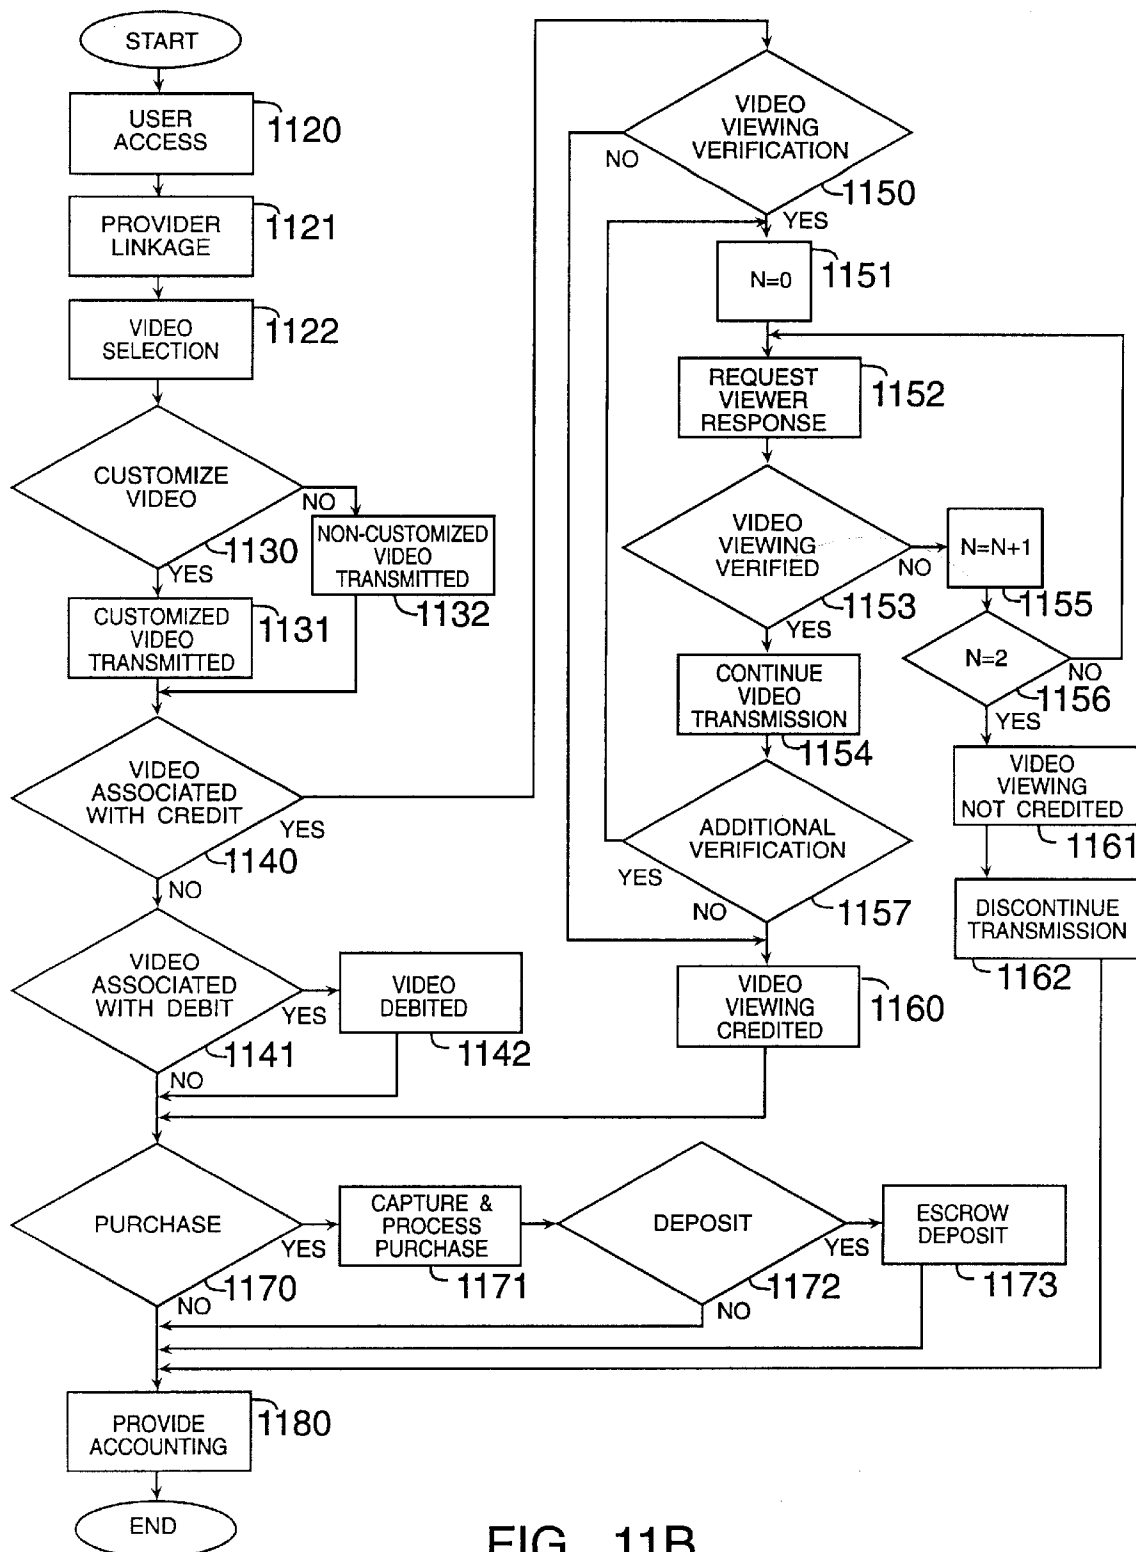 START
USER
ACCESS
1120
PROVIDER
LINKAGE
1121
VIDEO
SELECTION
1122
CUSTOMIZE
VIDEO
1130
NO
YES
NON-CUSTOMIZED
VIDEO
TRANSMITTED
1132
CUSTOMIZED
VIDEO
TRANSMITTED
1131
VIDEO
ASSOCIATED
WITH CREDIT
YES
1140
NO
VIDEO
ASSOCIATED
WITH DEBIT
YES
1141
NO
VIDEO
DEBITED
1142
VIDEO
VIEWING
VERIFICATION
NO
1150
YES
N=0
1151
REQUEST
VIEWER
RESPONSE
1152
VIDEO
VIEWING
VERIFIED
NO
1153
YES
N=N+1
1155
N=2
NO
1156
YES
CONTINUE
VIDEO
TRANSMISSION
1154
VIDEO
VIEWING
NOT CREDITED
1161
ADDITIONAL
VERIFICATION
YES
NO
1157
DISCONTINUE
TRANSMISSION
1162
VIDEO
VIEWING
CREDITED
1160
PURCHASE
YES
1170
NO
CAPTURE &
PROCESS
PURCHASE
1171
DEPOSIT
YES
1172
NO
ESCROW
DEPOSIT
1173
PROVIDE
ACCOUNTING
1180
END
FIG. 11B